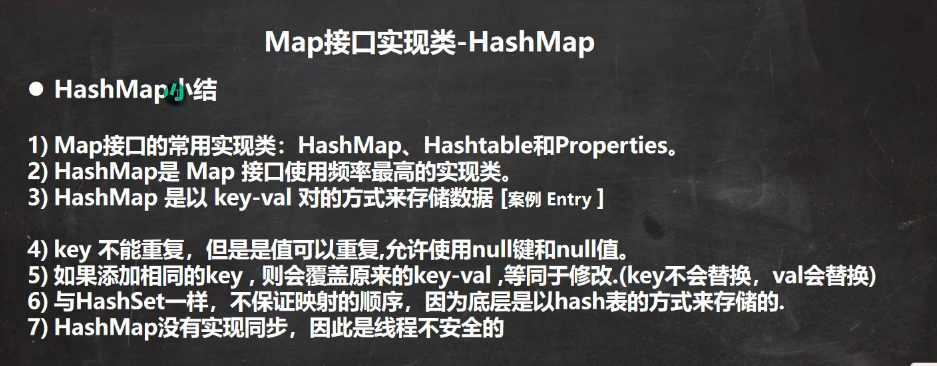 Map接口实现类-HashMap
● HashMap小结
1) Map接口的常用实现类：HashMap、Hashtable和Properties。
2) HashMap是 Map 接口使用频率最高的实现类。
3) HashMap 是以 key-val 对的方式来存储数据 [案例 Entry ]
4) key 不能重复，但是是值可以重复,允许使用null键和null值。
5) 如果添加相同的key , 则会覆盖原来的key-val ,等同于修改.(key不会替换，val会替换)
6) 与HashSet一样，不保证映射的顺序，因为底层是以hash表的方式来存储的.
7) HashMap没有实现同步，因此是线程不安全的